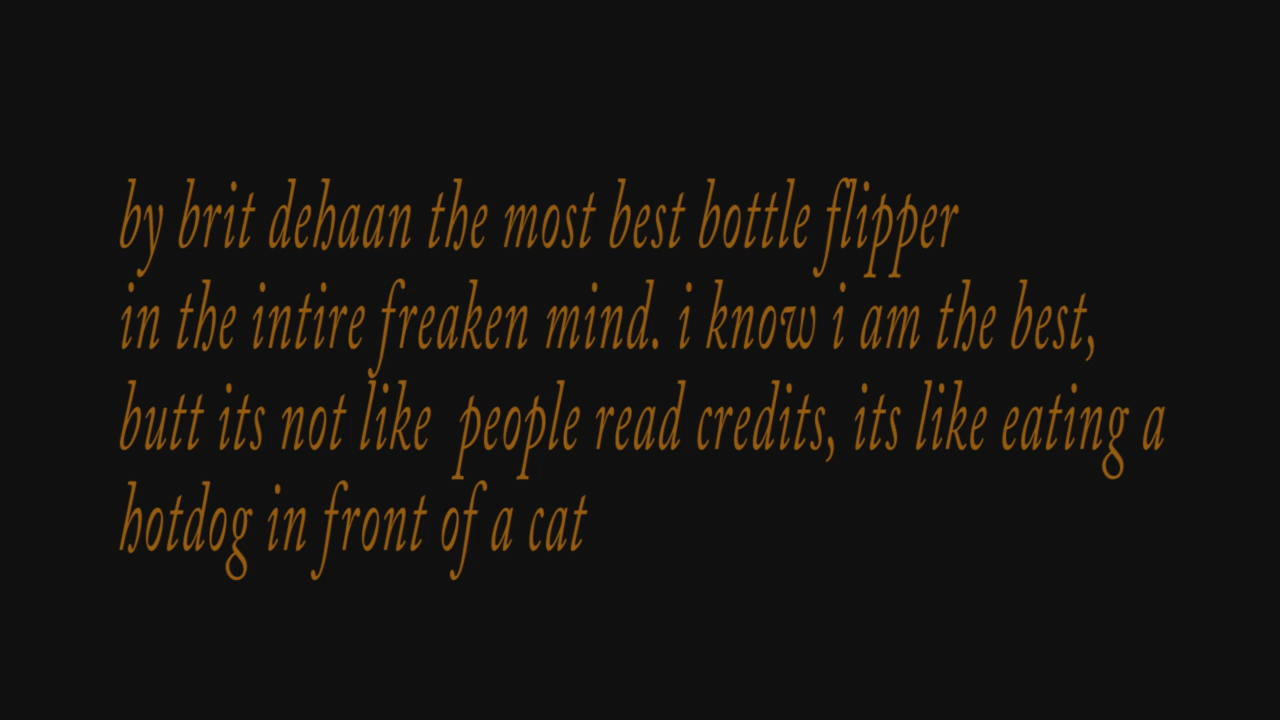 by brit dehaan the most best bottle flipper
in the intire freaken mind. i know i am the best,
butt its not like  people read credits, its like eating a
hotdog in front of a cat